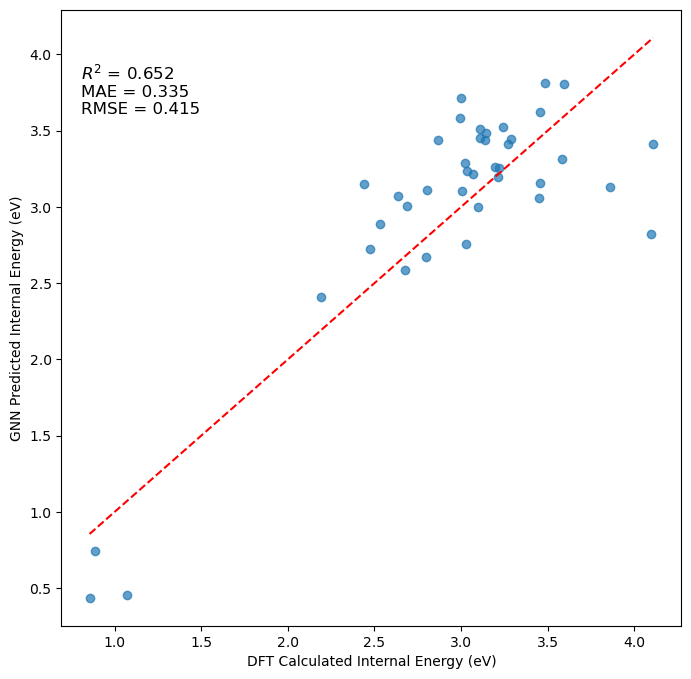 R² = 0.652
MAE = 0.335
RMSE = 0.415
GNN Predicted Internal Energy (eV)
4.0
3.5
3.0
2.5
2.0
1.5
1.0
0.5
1.0 1.5 2.0 2.5 3.0 3.5 4.0
DFT Calculated Internal Energy (eV)